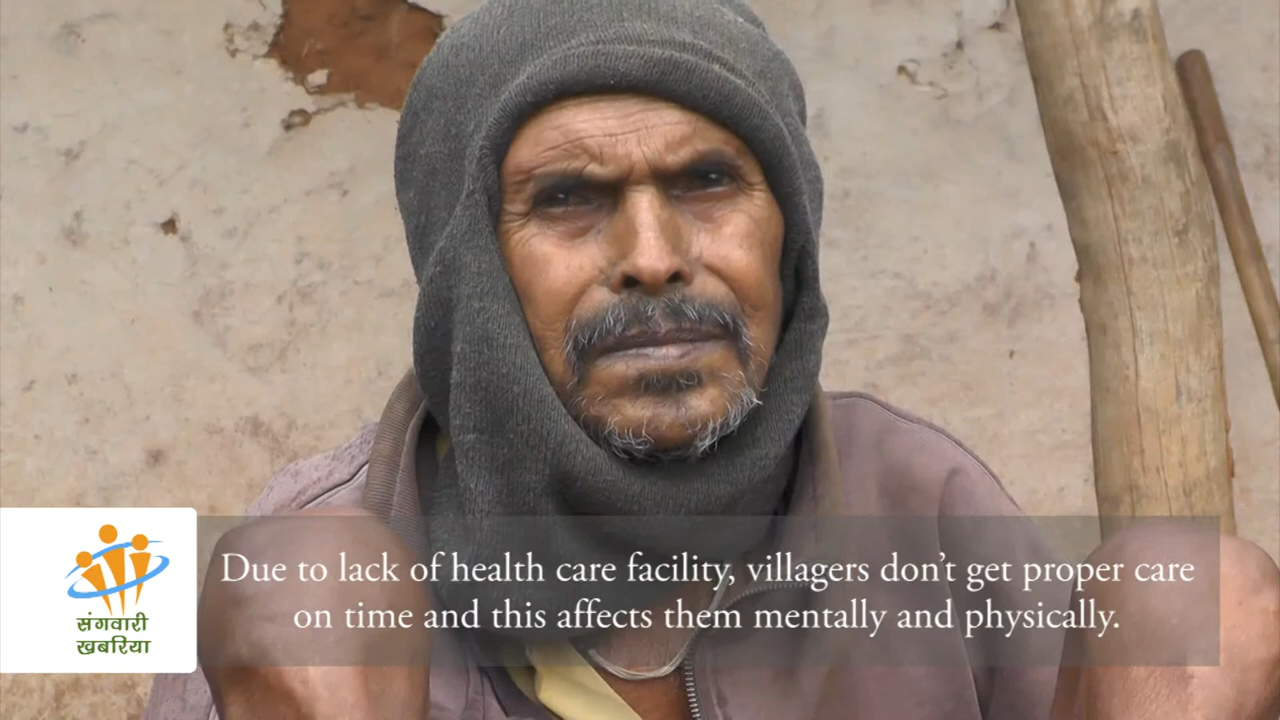 Due to lack of health care facility, villagers don't get proper care
on time and this affects them mentally and physically.
संगवारी
खबरिया